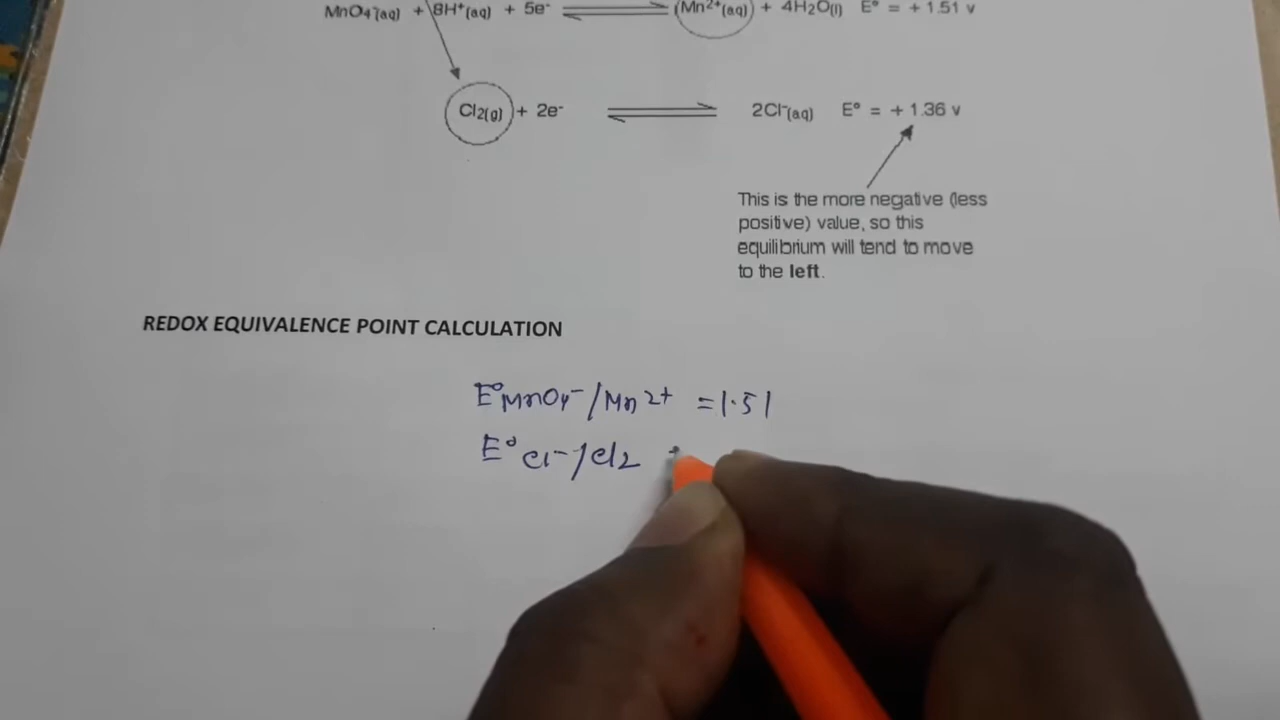 MnO4-(aq) + 8H+(aq) + 5e- ⇌ Mn2+(aq) + 4H2O(l) E° = + 1.51 v
Cl2(g) + 2e- ⇌ 2Cl-(aq) E° = + 1.36 v
This is the more negative (less
positive) value, so this
equilibrium will tend to move
to the left.
REDOX EQUIVALENCE POINT CALCULATION
E°MnO4-/Mn2+ = 1.51
E°Cl-/Cl2